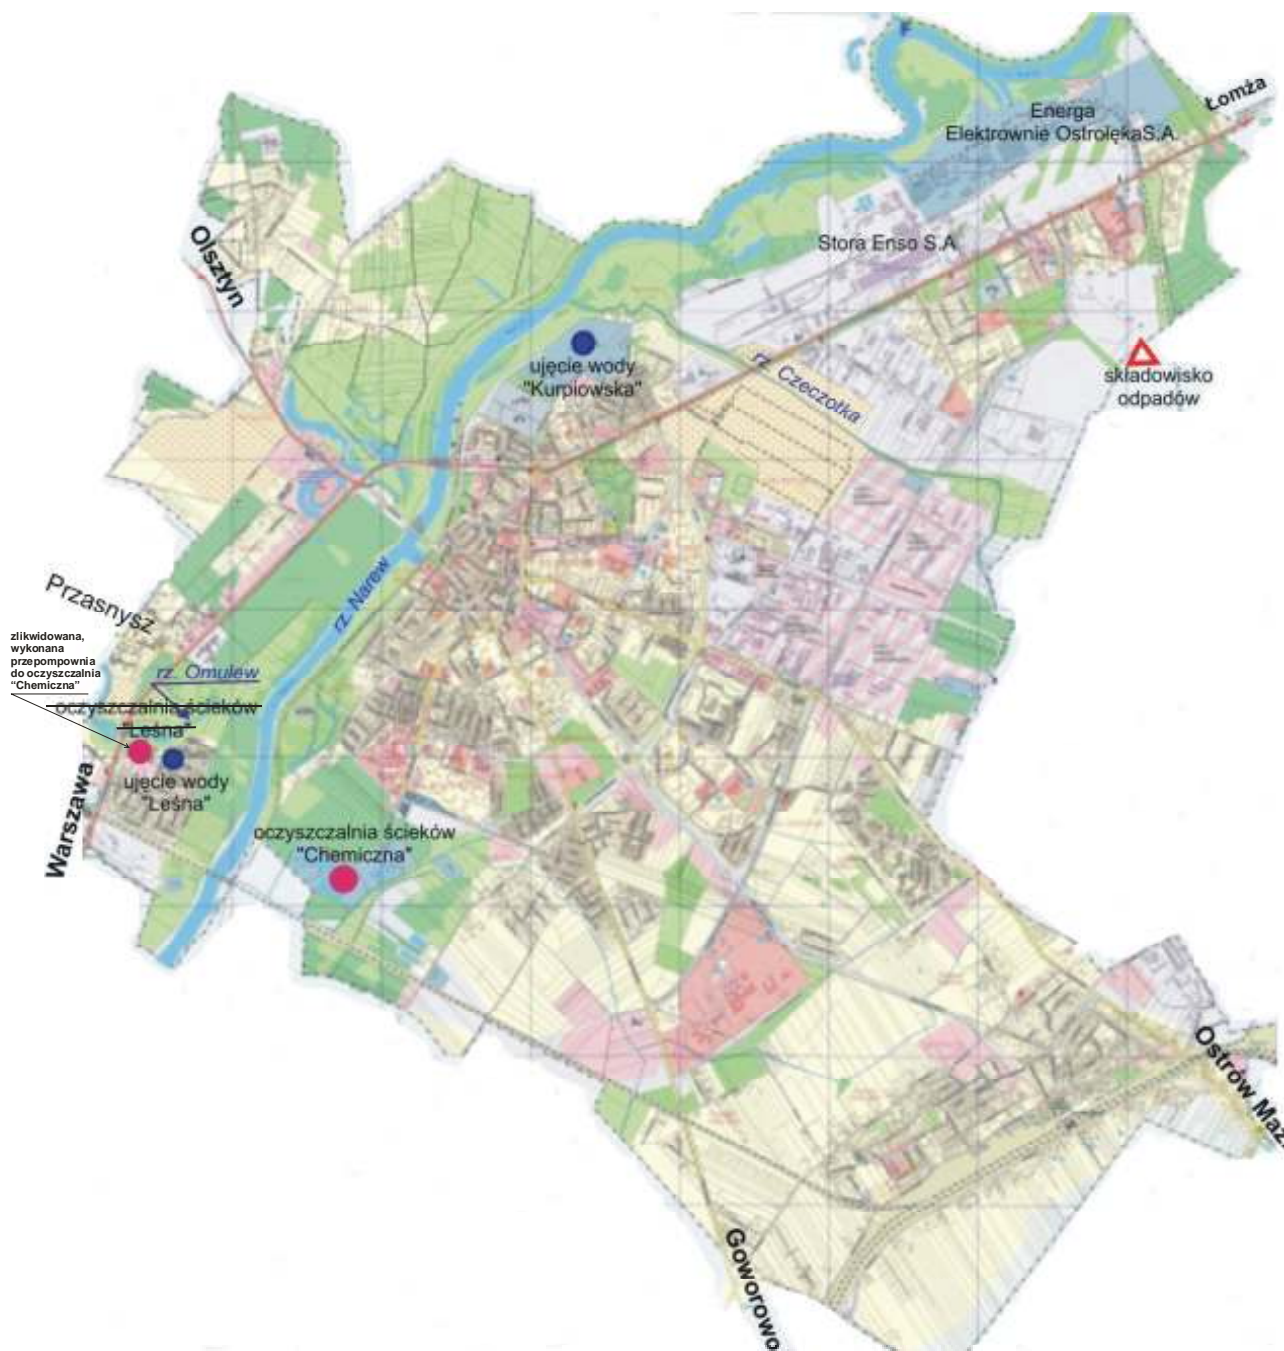 Łomża
Energa
Elektrownie OstrołękaS.A.
Olsztyn
Stora Enso S.A
ujęcie wody
"Kurpiowska"
rz. Czeczotka
składowisko
odpadów
rz. Narew
Przasnysz
zlikwidowana,
wykonana
przepompownia
do oczyszczalnia
"Chemiczna"
rz. Omulew
oczyszczalnia ścieków
"Leśna"
ujęcie wody
"Leśna"
Warszawa
oczyszczalnia ścieków
"Chemiczna"
Ostrów Maz.
Goworowo